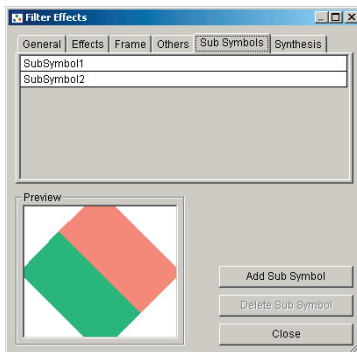 Filter Effects
General Effects Frame Others Sub Symbols Synthesis
SubSymbol1
SubSymbol2
Preview
Add Sub Symbol
Delete Sub Symbol
Close